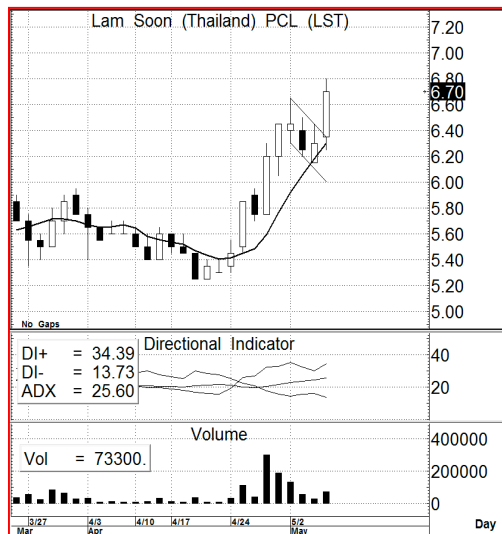 Lam Soon (Thailand) PCL (LST)
7.20
7.00
6.80
6.70
6.60
6.40
6.20
6.00
5.80
5.60
5.40
5.20
5.00
No Gaps
Directional Indicator
DI+ = 34.39
DI- = 13.73
ADX = 25.60
40
20
Volume
Vol = 73300.
400000
200000
0
3/27 4/3 4/10 4/17 4/24 5/2
Mar Apr May
Day